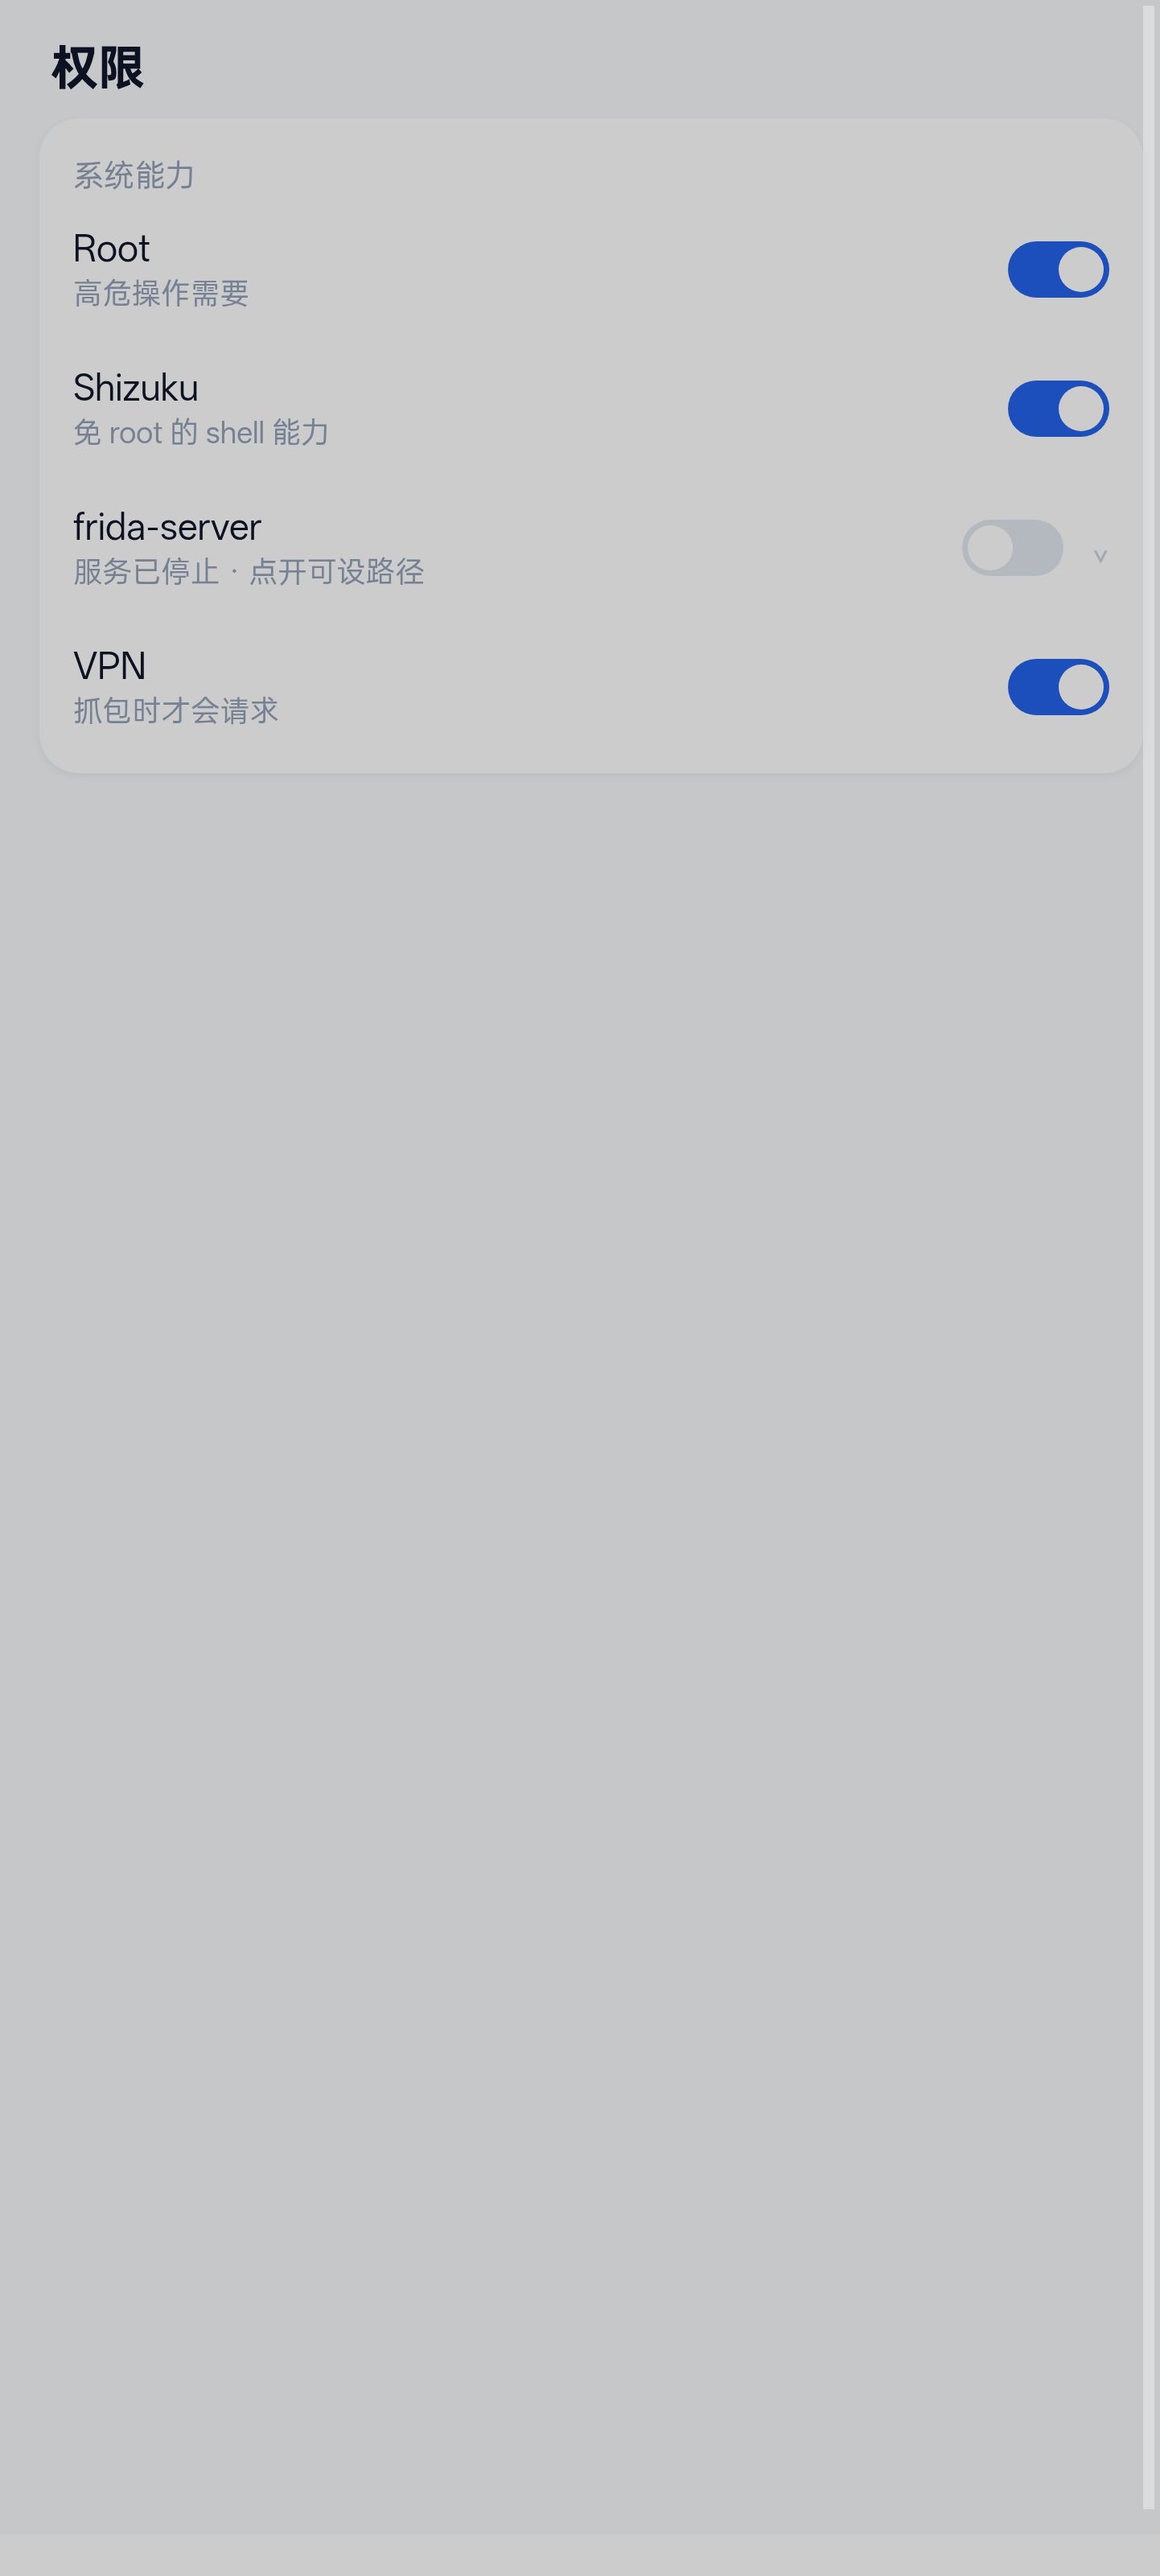 权限
系统能力
Root
高危操作需要
Shizuku
免 root 的 shell 能力
frida-server
服务已停止 · 点开可设路径
VPN
抓包时才会请求